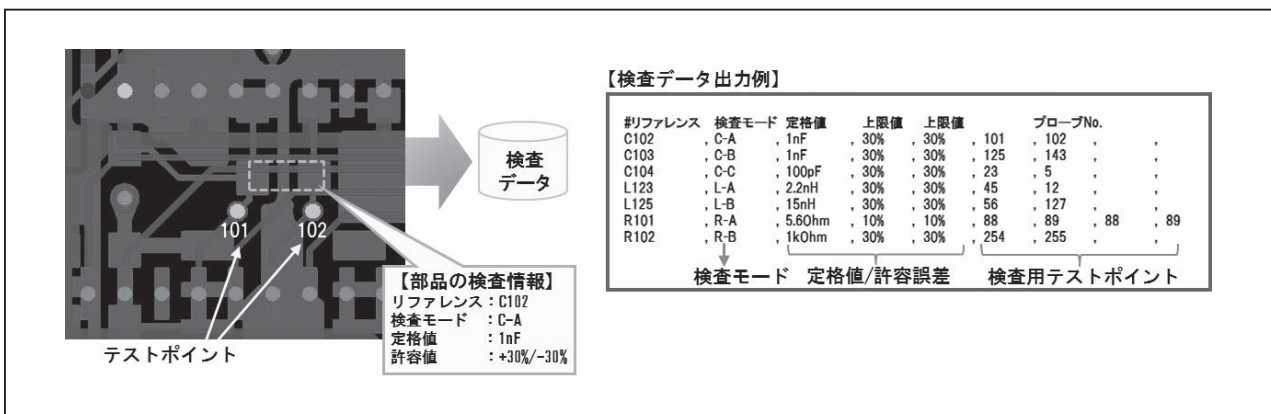 101
102
テストポイント
検査
データ
【部品の検査情報】
リファレンス：C102
検査モード ：C-A
定格値 ：1nF
許容値 ：+30%/-30%
【検査データ出力例】
#リファレンス 検査モード 定格値 上限値 上限値 プローブNo.
C102 , C-A , 1nF , 30% , 30% , 101 , 102 , ,
C103 , C-B , 1nF , 30% , 30% , 125 , 143 , ,
C104 , C-C , 100pF , 30% , 30% , 23 , 5 , ,
L123 , L-A , 2.2nH , 30% , 30% , 45 , 12 , ,
L125 , L-B , 15nH , 30% , 30% , 56 , 127 , ,
R101 , R-A , 5.6Ohm , 10% , 10% , 88 , 89 , 88 , 89
R102 , R-B , 1kOhm , 30% , 30% , 254 , 255 , ,
検査モード 定格値/許容誤差 検査用テストポイント